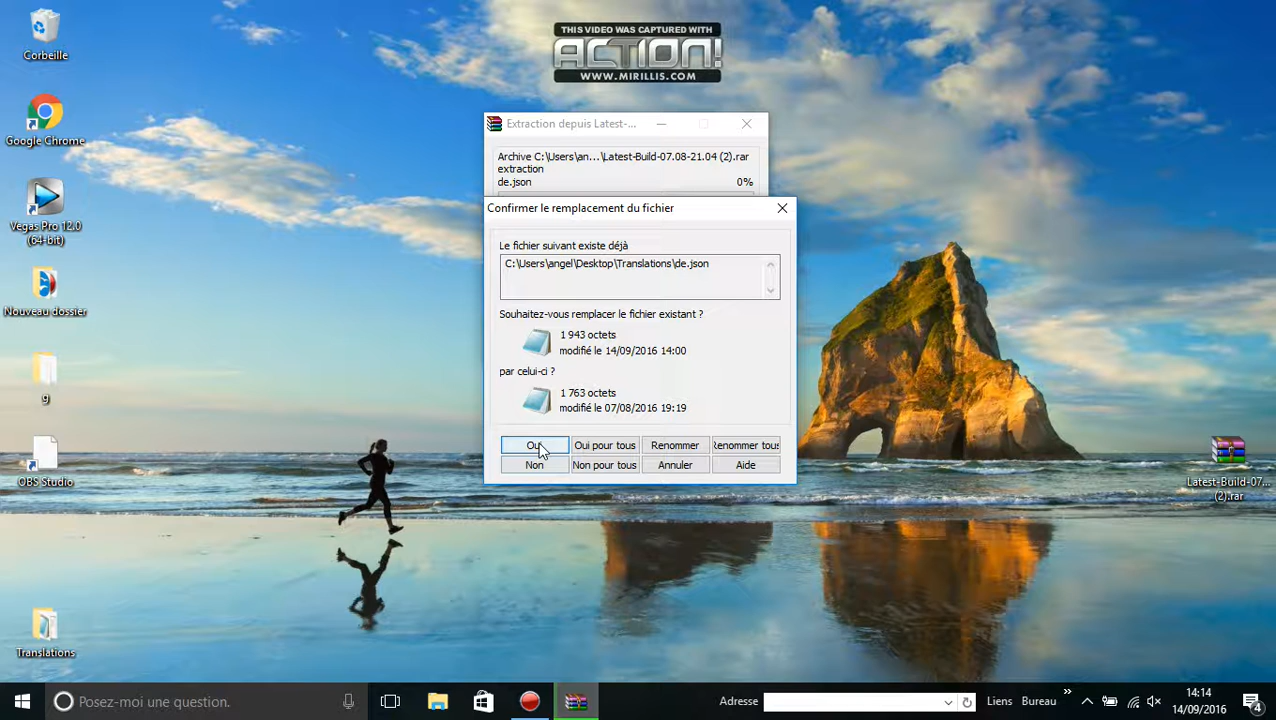 Corbeille
Google Chrome
Vegas Pro 12.0
(64-bit)
Nouveau dossier
g
OBS Studio
Translations
THIS VIDEO WAS CAPTURED WITH
ACTION!
WWW.MIRILLIS.COM
Extraction depuis Latest-...
Archive C:\Users\an...\Latest-Build-07.08-21.04 (2).rar
extraction
de.json 0%
Confirmer le remplacement du fichier
Le fichier suivant existe déjà
C:\Users\angel\Desktop\Translations\de.json
Souhaitez-vous remplacer le fichier existant ?
1 943 octets
modifié le 14/09/2016 14:00
par celui-ci ?
1 763 octets
modifié le 07/08/2016 19:19
Oui Oui pour tous Renommer Renommer tous
Non Non pour tous Annuler Aide
Latest-Build-07....
(2).rar
Posez-moi une question.
Adresse
Liens Bureau »
14:14
14/09/2016
4